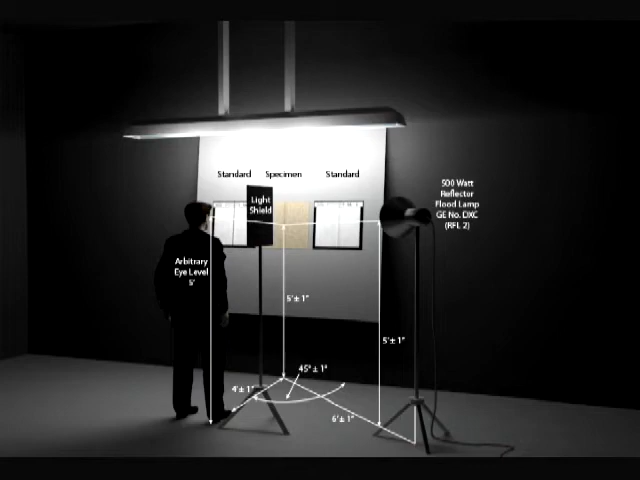 Standard Specimen Standard
Light
Shield
500 Watt
Reflector
Flood Lamp
GE No. DXC
(RFL 2)
Arbitrary
Eye Level
5'
5'± 1"
5'± 1"
45° ± 1°
4'± 1"
6'± 1"